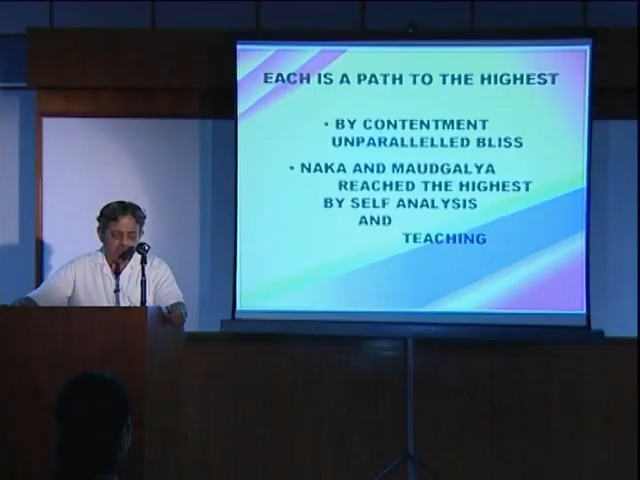 EACH IS A PATH TO THE HIGHEST
• BY CONTENTMENT
UNPARALLELLED BLISS
• NAKA AND MAUDGALYA
REACHED THE HIGHEST
BY SELF ANALYSIS
AND
TEACHING